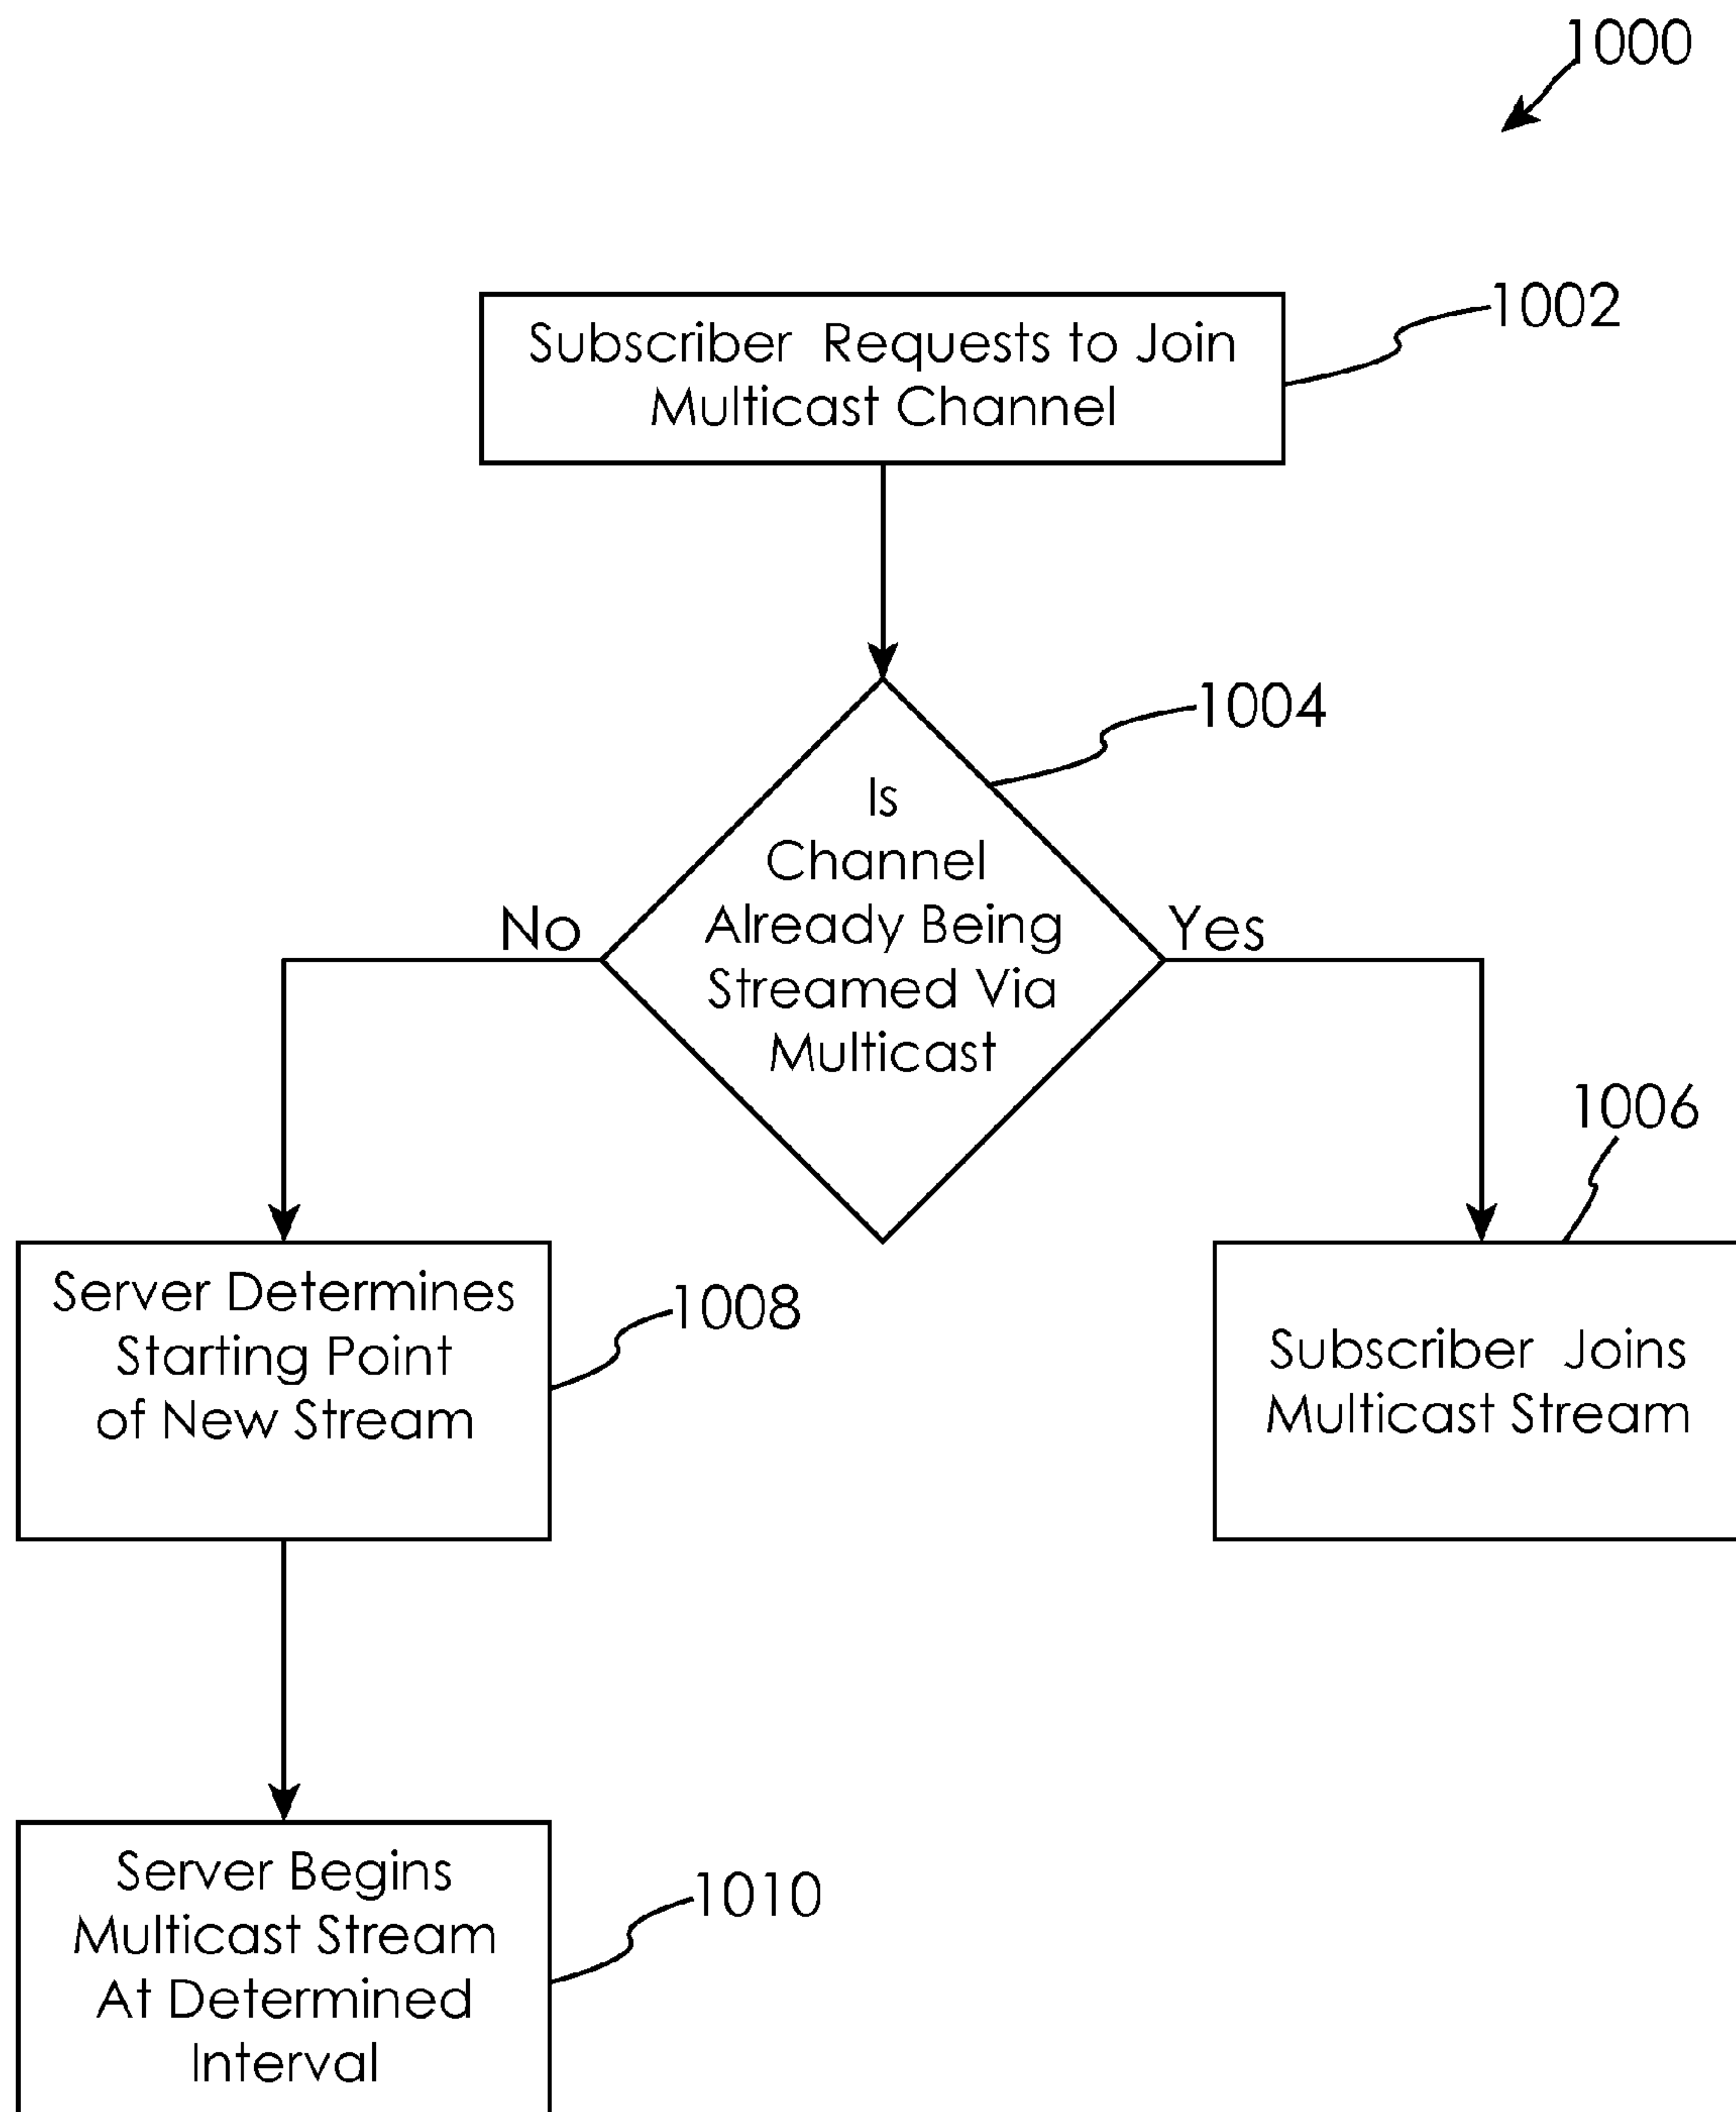 1000
Subscriber Requests to Join
Multicast Channel
1002
1004
Is
Channel
Already Being
Streamed Via
Multicast
No
Yes
1006
Server Determines
Starting Point
of New Stream
1008
Subscriber Joins
Multicast Stream
Server Begins
Multicast Stream
At Determined
Interval
1010